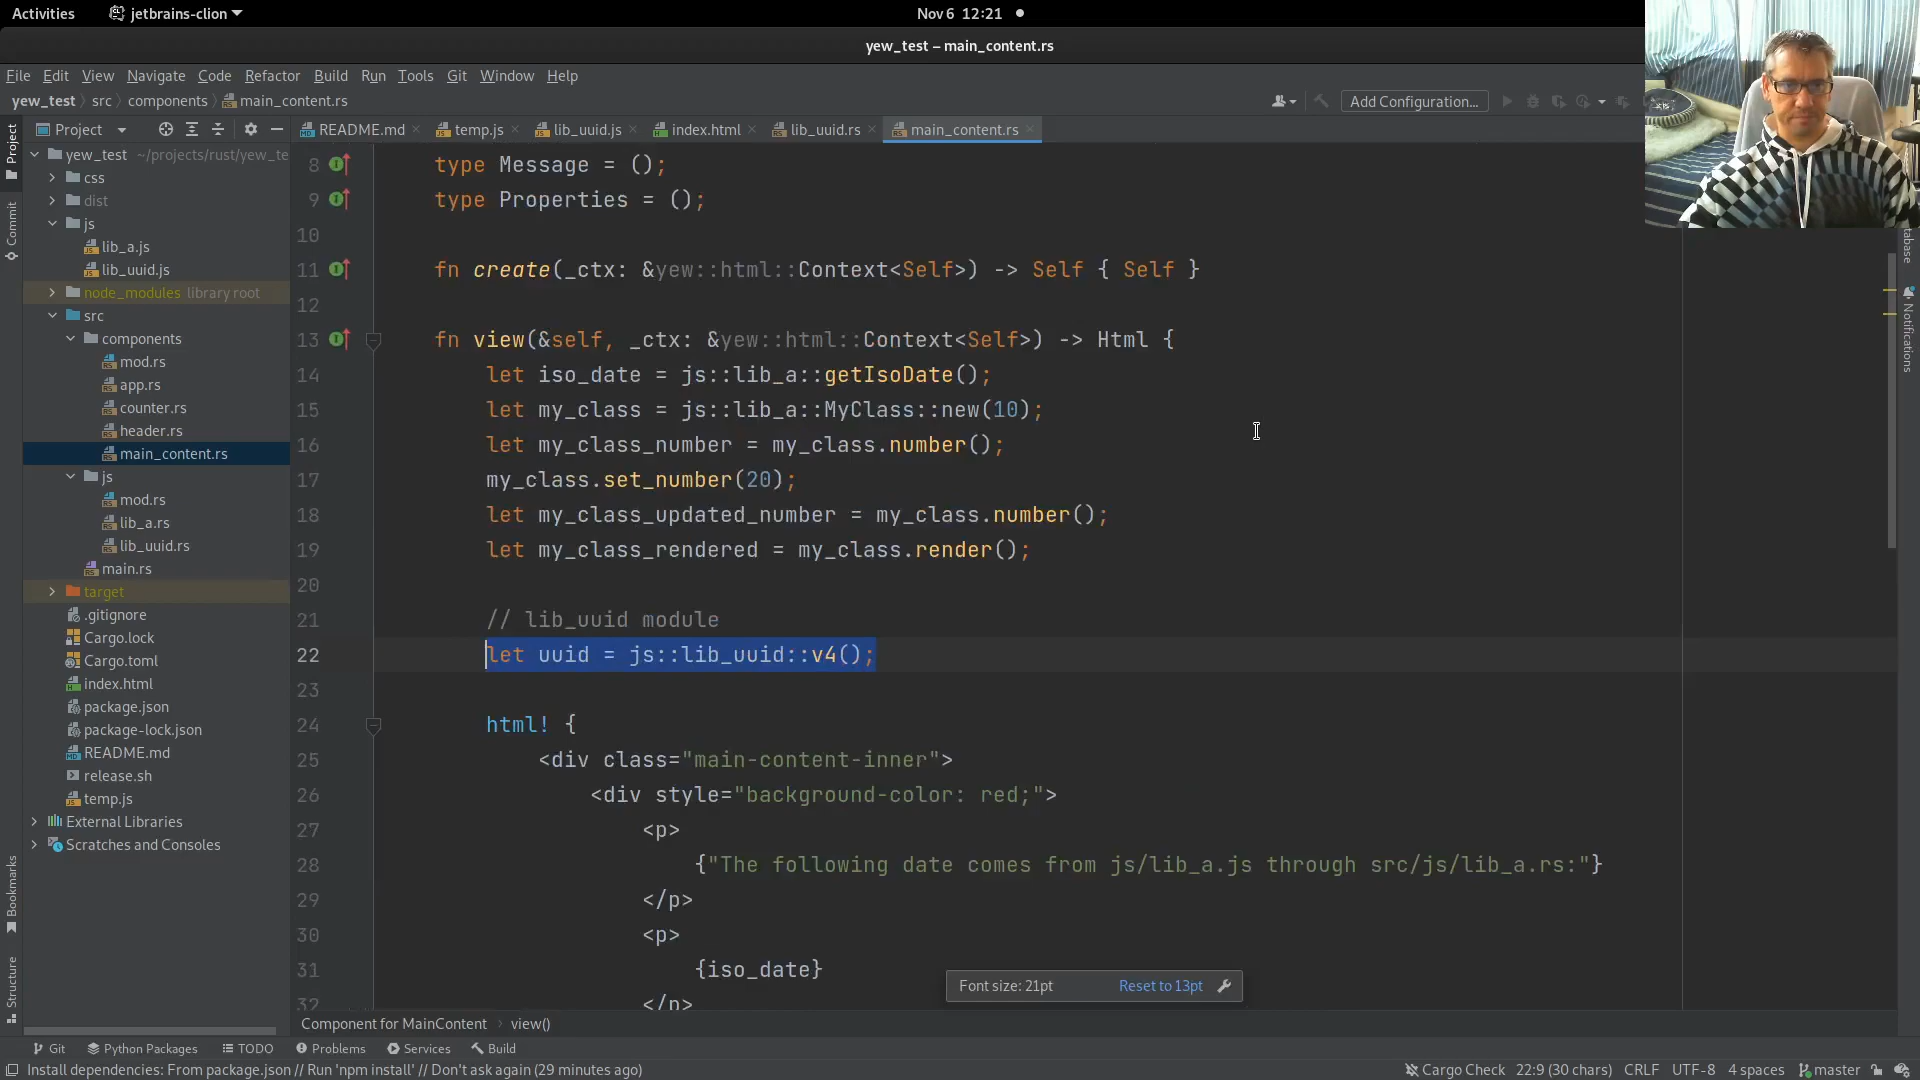 Activities
jetbrains-clion
Nov 6 12:21
yew_test – main_content.rs
File Edit View Navigate Code Refactor Build Run Tools Git Window Help
yew_test › src › components › main_content.rs
Add Configuration...
Project
README.md
temp.js
lib_uuid.js
index.html
lib_uuid.rs
main_content.rs
Project
Commit
Bookmarks
Structure
yew_test ~/projects/rust/yew_te
css
dist
js
lib_a.js
lib_uuid.js
node_modules library root
src
components
mod.rs
app.rs
counter.rs
header.rs
main_content.rs
js
mod.rs
lib_a.rs
lib_uuid.rs
main.rs
target
.gitignore
Cargo.lock
Cargo.toml
index.html
package.json
package-lock.json
README.md
release.sh
temp.js
External Libraries
Scratches and Consoles
8 type Message = ();
9 type Properties = ();
10
11 fn create(_ctx: &yew::html::Context<Self>) -> Self { Self }
12
13 fn view(&self, _ctx: &yew::html::Context<Self>) -> Html {
14 let iso_date = js::lib_a::getIsoDate();
15 let my_class = js::lib_a::MyClass::new(10);
16 let my_class_number = my_class.number();
17 my_class.set_number(20);
18 let my_class_updated_number = my_class.number();
19 let my_class_rendered = my_class.render();
20
21 // lib_uuid module
22 let uuid = js::lib_uuid::v4();
23
24 html! {
25 <div class="main-content-inner">
26 <div style="background-color: red;">
27 <p>
28 {"The following date comes from js/lib_a.js through src/js/lib_a.rs:"}
29 </p>
30 <p>
31 {iso_date}
32 </p>
Font size: 21pt Reset to 13pt
Notifications
Component for MainContent › view()
Git
Python Packages
TODO
Problems
Services
Build
Install dependencies: From package.json // Run 'npm install' // Don't ask again (29 minutes ago)
Cargo Check
22:9 (30 chars)
CRLF
UTF-8
4 spaces
master